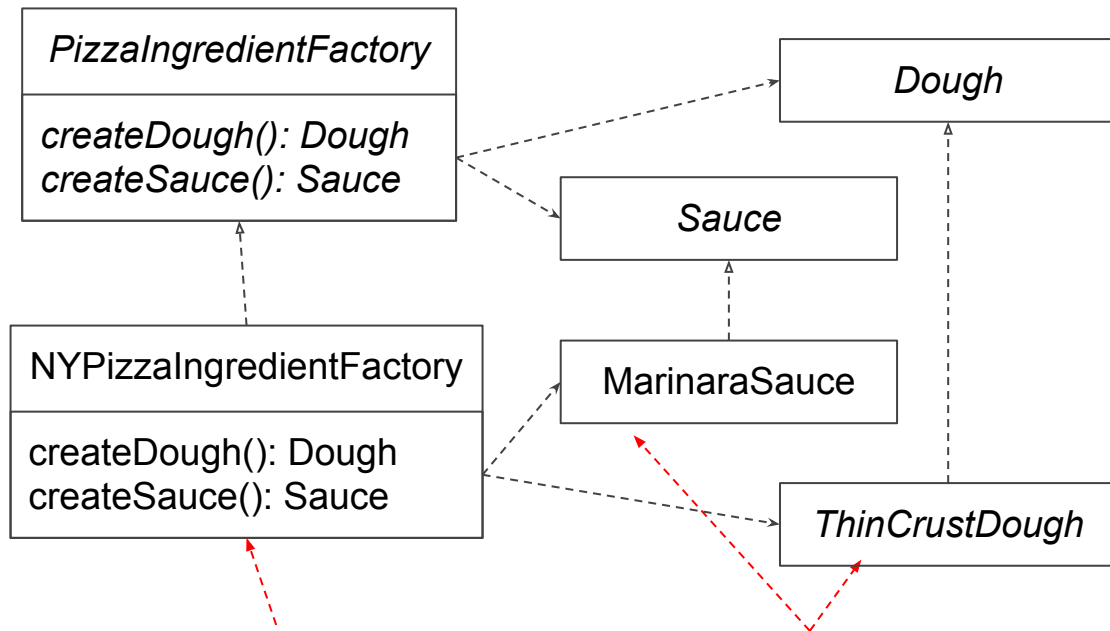 PizzaIngredientFactory
createDough(): Dough
createSauce(): Sauce
Dough
Sauce
NYPizzaIngredientFactory
createDough(): Dough
createSauce(): Sauce
MarinaraSauce
ThinCrustDough